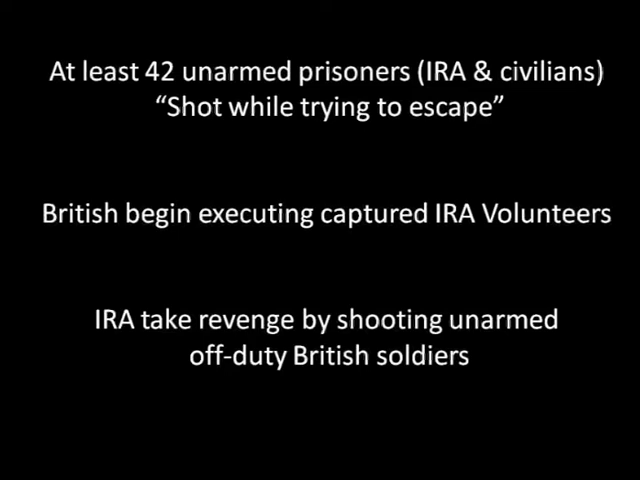 At least 42 unarmed prisoners (IRA & civilians)
“Shot while trying to escape”
British begin executing captured IRA Volunteers
IRA take revenge by shooting unarmed
off-duty British soldiers